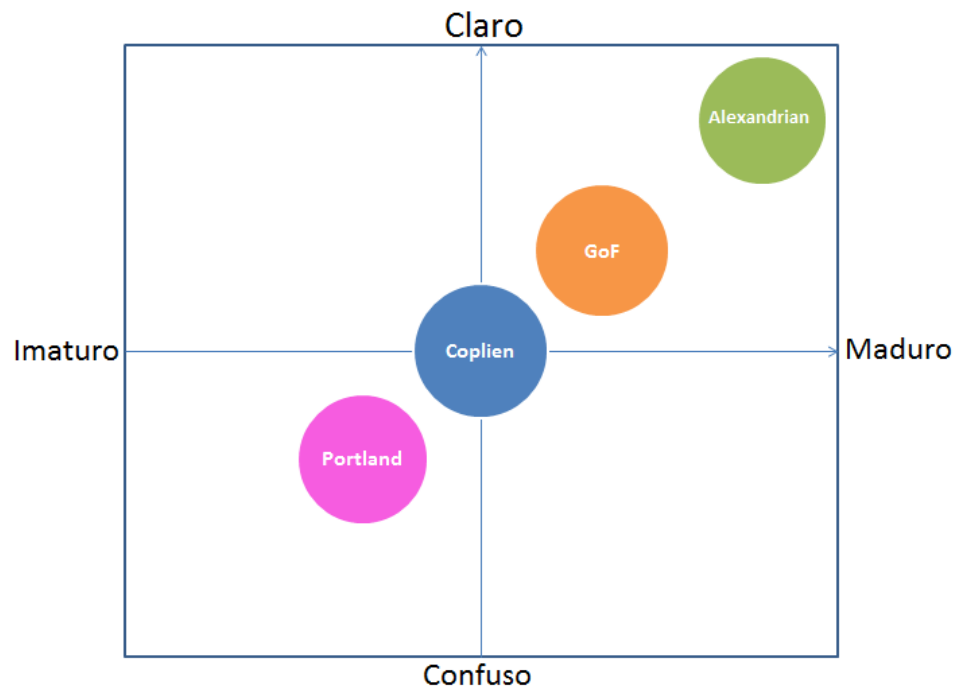 Claro
Alexandrian
GoF
Imaturo
Coplien
Maduro
Portland
Confuso